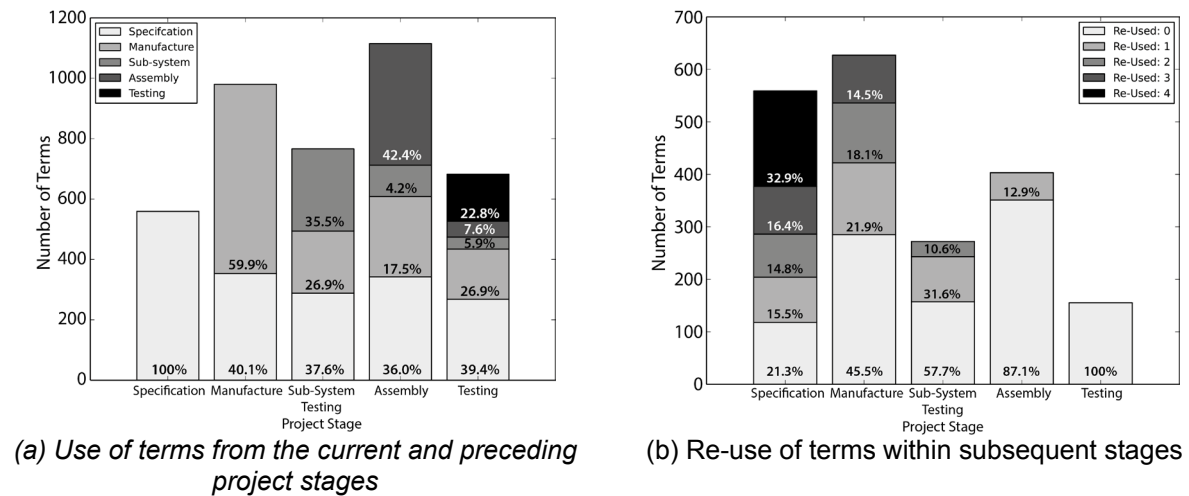 1200
1000
800
600
400
200
0
Number of Terms
Specifcation
Manufacture
Sub-system
Assembly
Testing
100%
59.9%
40.1%
35.5%
26.9%
37.6%
42.4%
4.2%
17.5%
36.0%
22.8%
7.6%
5.9%
26.9%
39.4%
Specification
Manufacture
Sub-System
Testing
Assembly
Testing
Project Stage
(a) Use of terms from the current and preceding
project stages
700
600
500
400
300
200
100
0
Number of Terms
Re-Used: 0
Re-Used: 1
Re-Used: 2
Re-Used: 3
Re-Used: 4
32.9%
16.4%
14.8%
15.5%
21.3%
14.5%
18.1%
21.9%
45.5%
10.6%
31.6%
57.7%
12.9%
87.1%
100%
Specification
Manufacture
Sub-System
Testing
Assembly
Testing
Project Stage
(b) Re-use of terms within subsequent stages